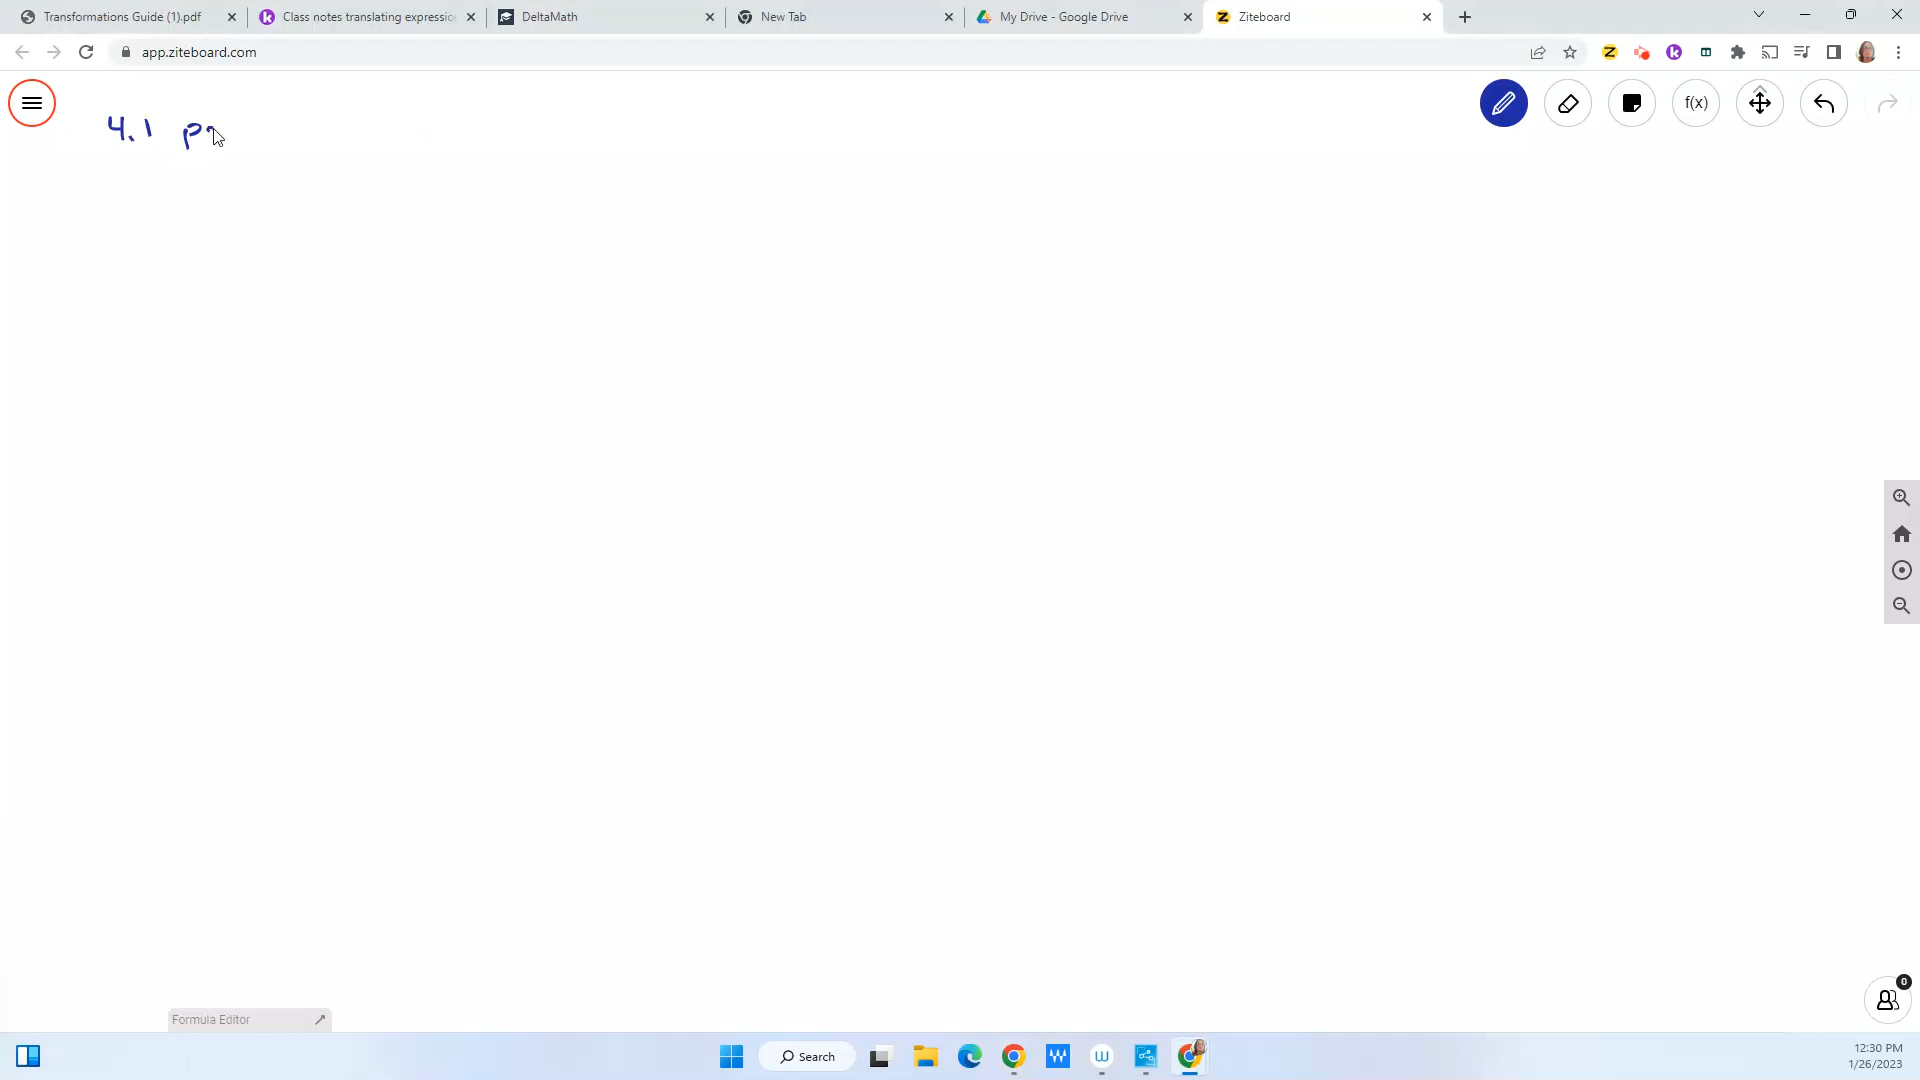 Transformations Guide (1).pdf
Class notes translating expressio
DeltaMath
New Tab
My Drive - Google Drive
Ziteboard
app.ziteboard.com
f(x)
4.1
0
Formula Editor
Search
12:30 PM
1/26/2023